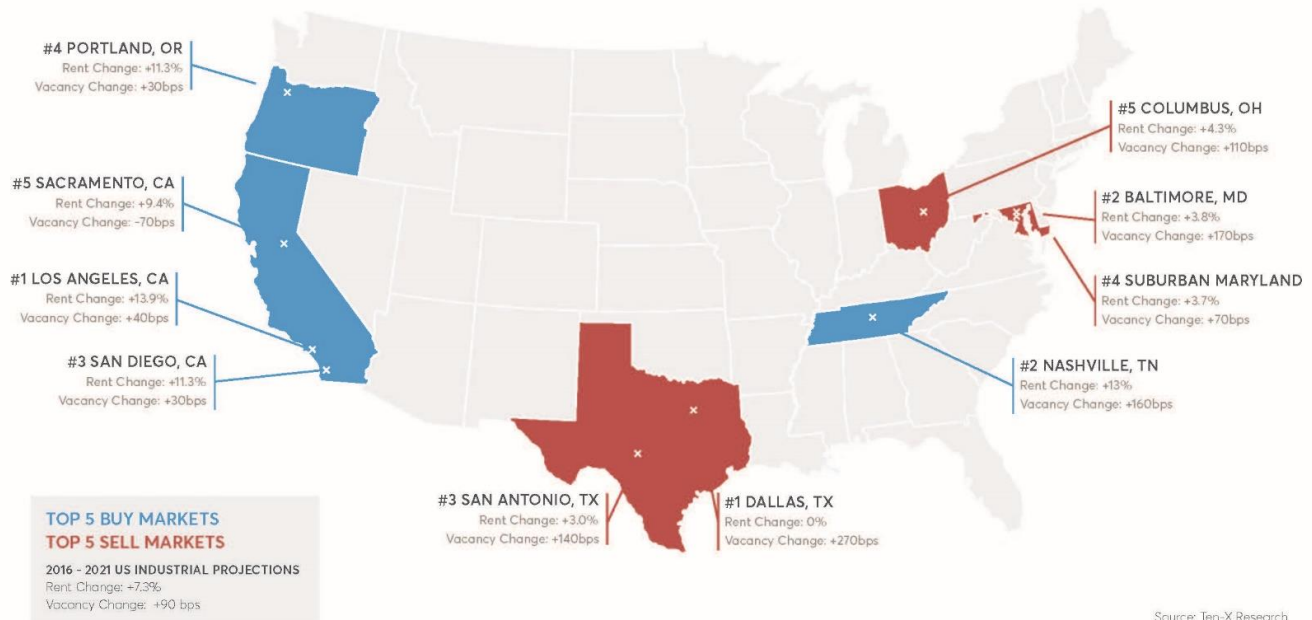 #4 PORTLAND, OR
Rent Change: +11.3%
Vacancy Change: +30bps
#5 SACRAMENTO, CA
Rent Change: +9.4%
Vacancy Change: -70bps
#1 LOS ANGELES, CA
Rent Change: +13.9%
Vacancy Change: +40bps
#3 SAN DIEGO, CA
Rent Change: +11.3%
Vacancy Change: +30bps
#5 COLUMBUS, OH
Rent Change: +4.3%
Vacancy Change: +110bps
#2 BALTIMORE, MD
Rent Change: +3.8%
Vacancy Change: +170bps
#4 SUBURBAN MARYLAND
Rent Change: +3.7%
Vacancy Change: +70bps
#2 NASHVILLE, TN
Rent Change: +13%
Vacancy Change: +160bps
#3 SAN ANTONIO, TX
Rent Change: +3.0%
Vacancy Change: +140bps
#1 DALLAS, TX
Rent Change: 0%
Vacancy Change: +270bps
TOP 5 BUY MARKETS
TOP 5 SELL MARKETS
2016 - 2021 US INDUSTRIAL PROJECTIONS
Rent Change: +7.3%
Vacancy Change: +90 bps
Source: Ten-X Research